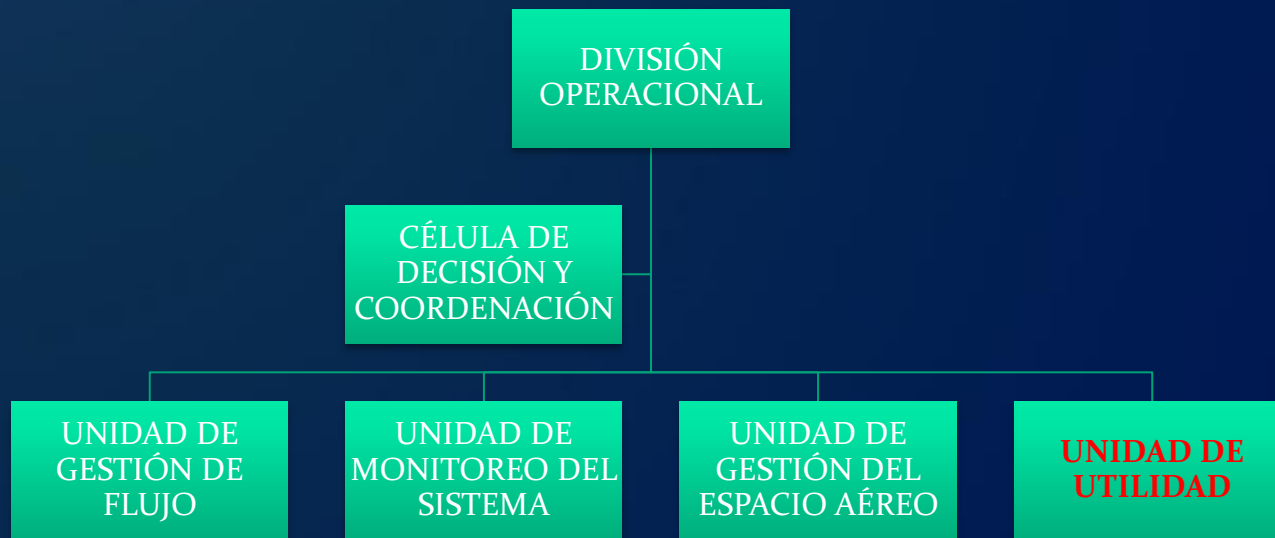 DIVISIÓN
OPERACIONAL
CÉLULA DE
DECISIÓN Y
COORDENACIÓN
UNIDAD DE
GESTIÓN DE
FLUJO
UNIDAD DE
MONITOREO DEL
SISTEMA
UNIDAD DE
GESTIÓN DEL
ESPACIO AÉREO
UNIDAD DE
UTILIDAD